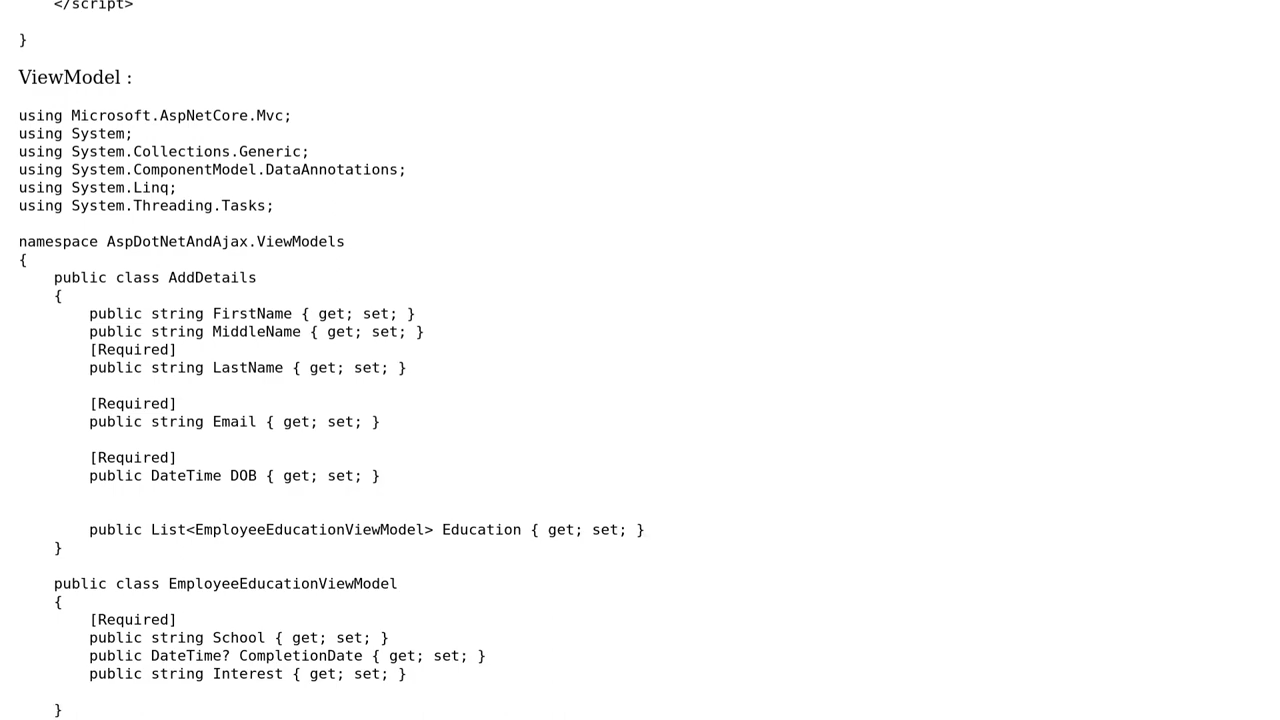 </script>

}
ViewModel :
using Microsoft.AspNetCore.Mvc;
using System;
using System.Collections.Generic;
using System.ComponentModel.DataAnnotations;
using System.Linq;
using System.Threading.Tasks;

namespace AspDotNetAndAjax.ViewModels
{
    public class AddDetails
    {
        public string FirstName { get; set; }
        public string MiddleName { get; set; }
        [Required]
        public string LastName { get; set; }

        [Required]
        public string Email { get; set; }

        [Required]
        public DateTime DOB { get; set; }


        public List<EmployeeEducationViewModel> Education { get; set; }
    }

    public class EmployeeEducationViewModel
    {
        [Required]
        public string School { get; set; }
        public DateTime? CompletionDate { get; set; }
        public string Interest { get; set; }

    }